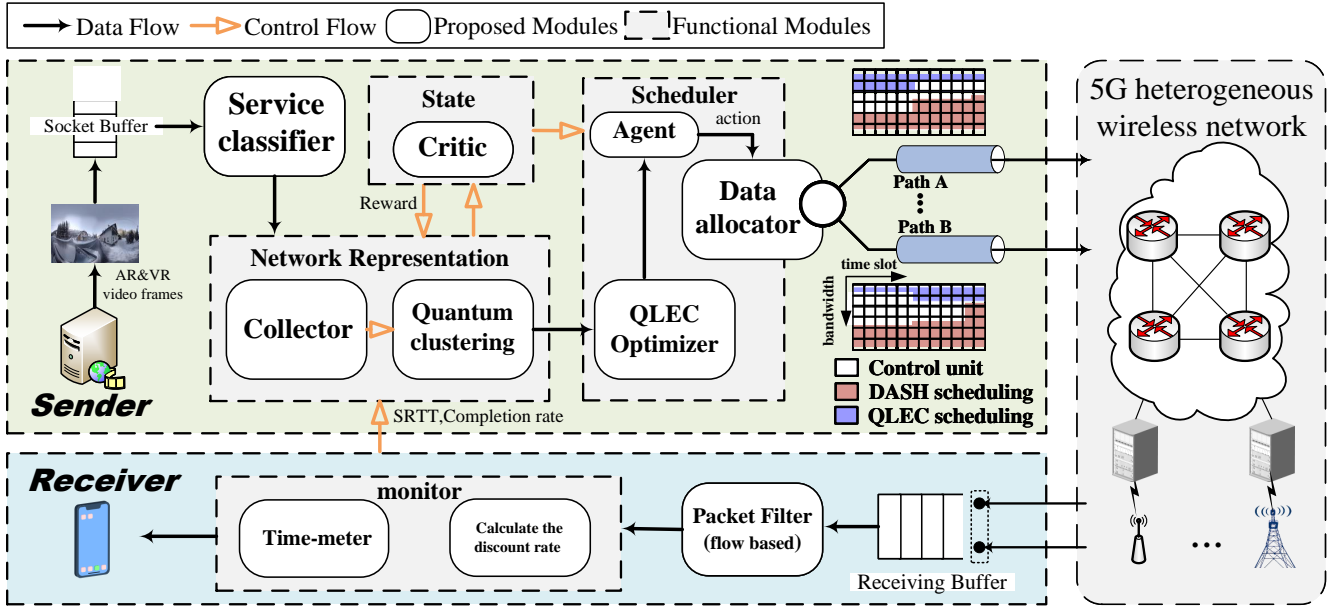 Data Flow
Control Flow
Proposed Modules
Functional Modules
Socket Buffer
AR&VR
video frames
Sender
Service
classifier
State
Critic
Reward
Network Representation
Collector
Quantum
clustering
SRTT,Completion rate
Scheduler
Agent
action
Data
allocator
QLEC
Optimizer
Path A
Path B
time slot
bandwidth
Control unit
DASH scheduling
QLEC scheduling
5G heterogeneous
wireless network
Receiver
monitor
Time-meter
Calculate the
discount rate
Packet Filter
(flow based)
Receiving Buffer